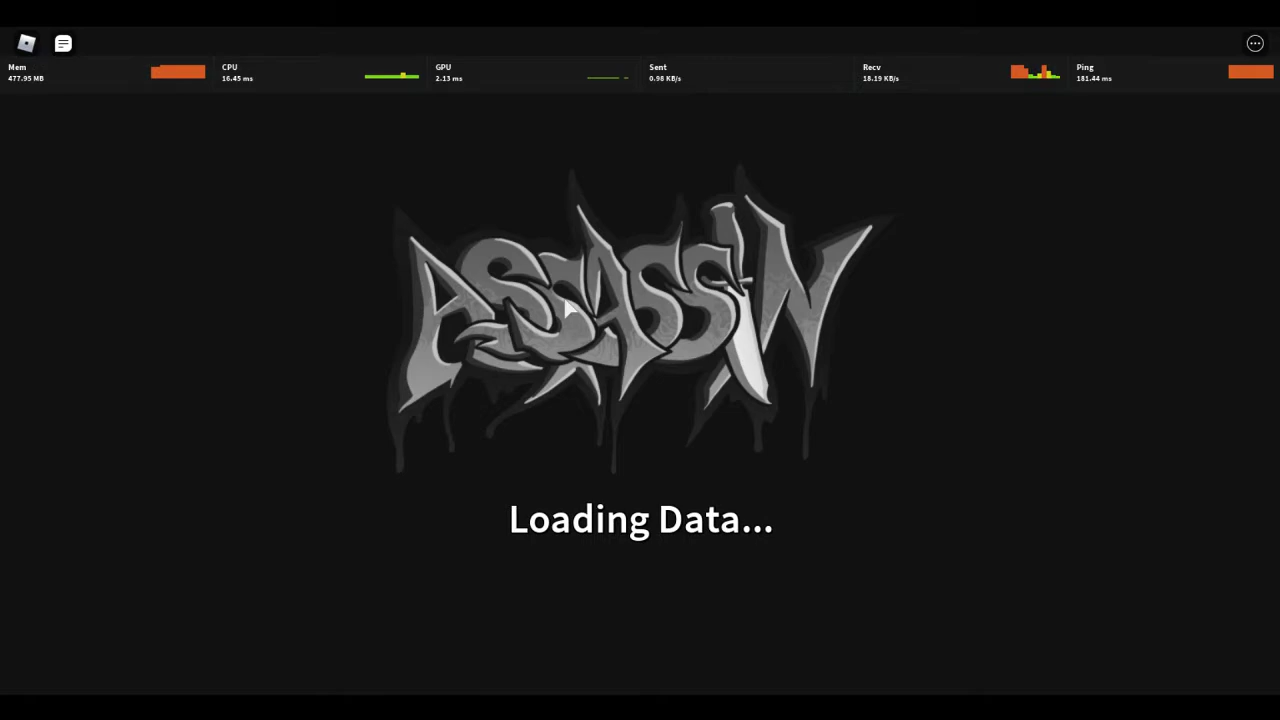 Mem
477.95 MB
CPU
16.45 ms
GPU
2.13 ms
Sent
0.98 KB/s
Recv
18.19 KB/s
Ping
181.44 ms
ASSASSIN
Loading Data...